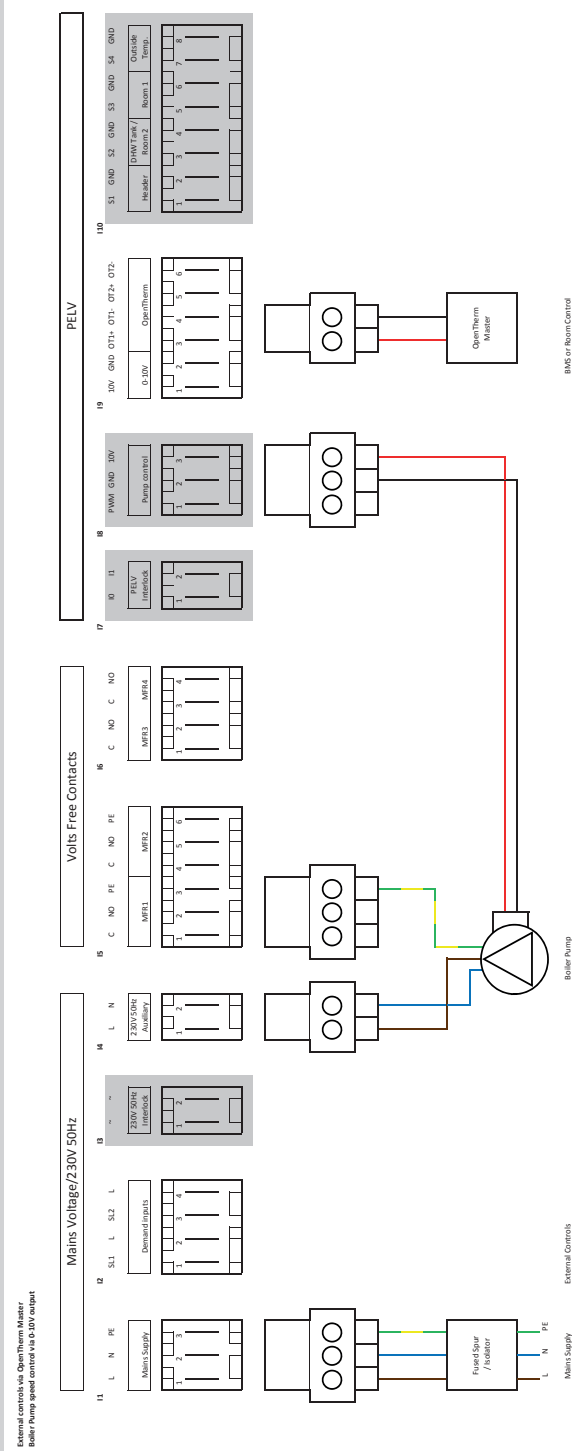 External controls via OpenTherm Master
Boiler Pump speed control via 0-10V output
Mains Voltage/230V 50Hz
Volts Free Contacts
PELV
I1
L N PE
Mains Supply
1 2 3
Fused Spur
/ Isolator
L N PE
Mains Supply
I2
SL1 L SL2 L
Demand inputs
1 2 3 4
External Controls
I3
~ ~
230V 50Hz
Interlock
1 2
I4
L N
230V 50Hz
Auxiliary
1 2
I5
C NO PE C NO PE
MFR1 MFR2
1 2 3 4 5 6
Boiler Pump
I6
C NO C NO
MFR3 MFR4
1 2 3 4
I7
I0 I1
PELV
Interlock
1 2
I8
PWM GND 10V
Pump control
1 2 3
I9
10V GND OT1+ OT1- OT2+ OT2-
0-10V OpenTherm
1 2 3 4 5 6
OpenTherm
Master
BMS or Room Control
I10
S1 GND S2 GND S3 GND S4 GND
Header
DHW Tank /
Room 2
Room 1
Outside
Temp.
1 2 3 4 5 6 7 8